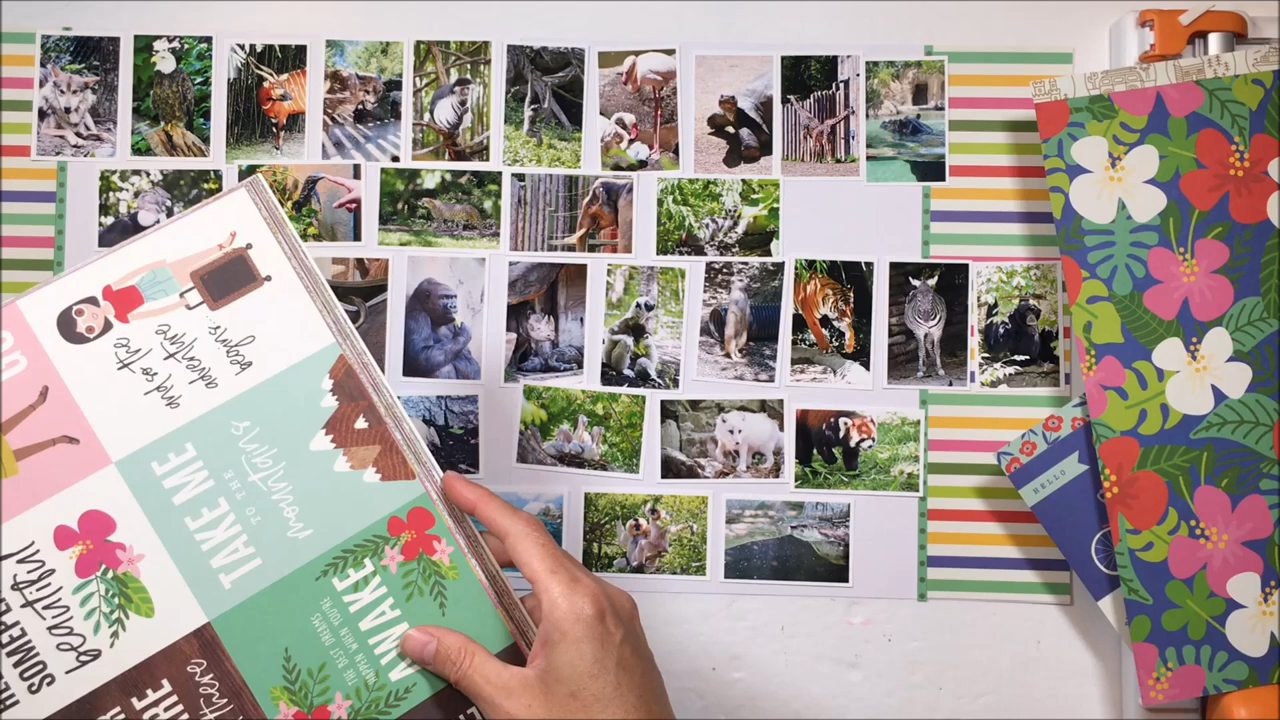 and so the
adventure
begins...
TAKE ME
TO THE
mountains
SOMEPL
beautiful
AWAKE
THE BEST DREAMS
HAPPEN WHEN YOU'RE
HELLO